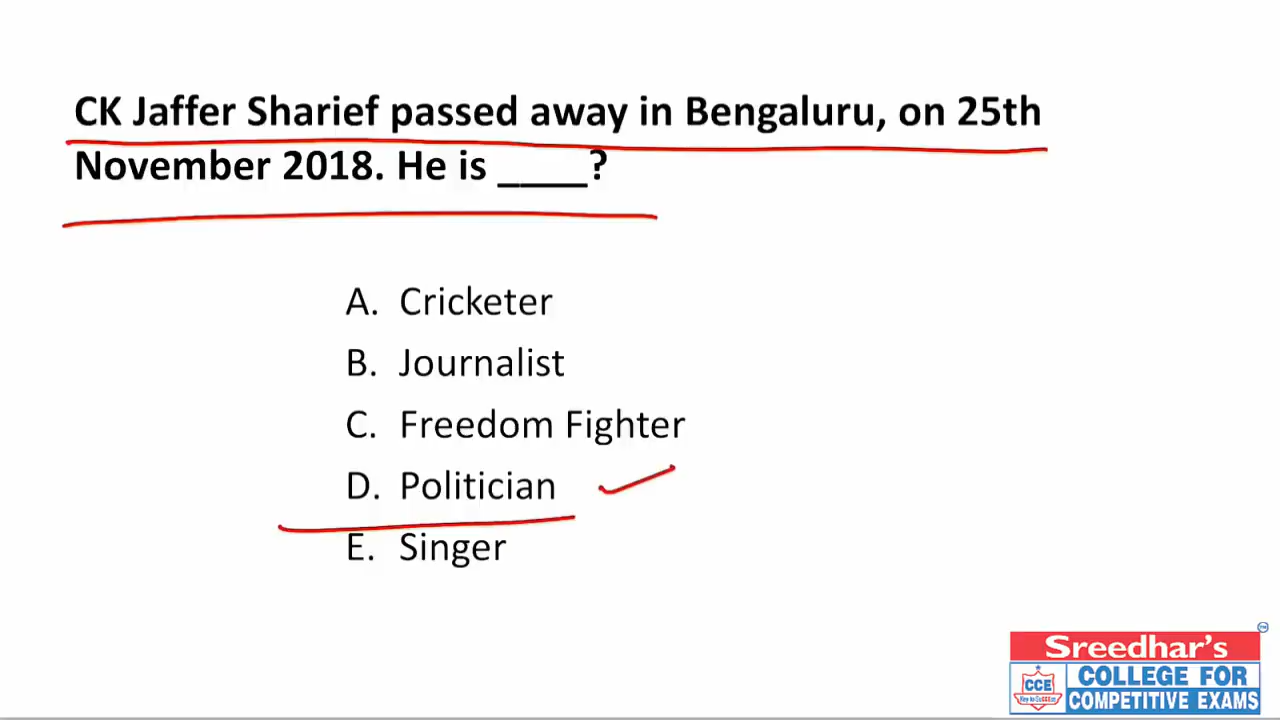 CK Jaffer Sharief passed away in Bengaluru, on 25th
November 2018. He is ____?
A. Cricketer
B. Journalist
C. Freedom Fighter
D. Politician
E. Singer
Sreedhar's
CCE
COLLEGE FOR
COMPETITIVE EXAMS